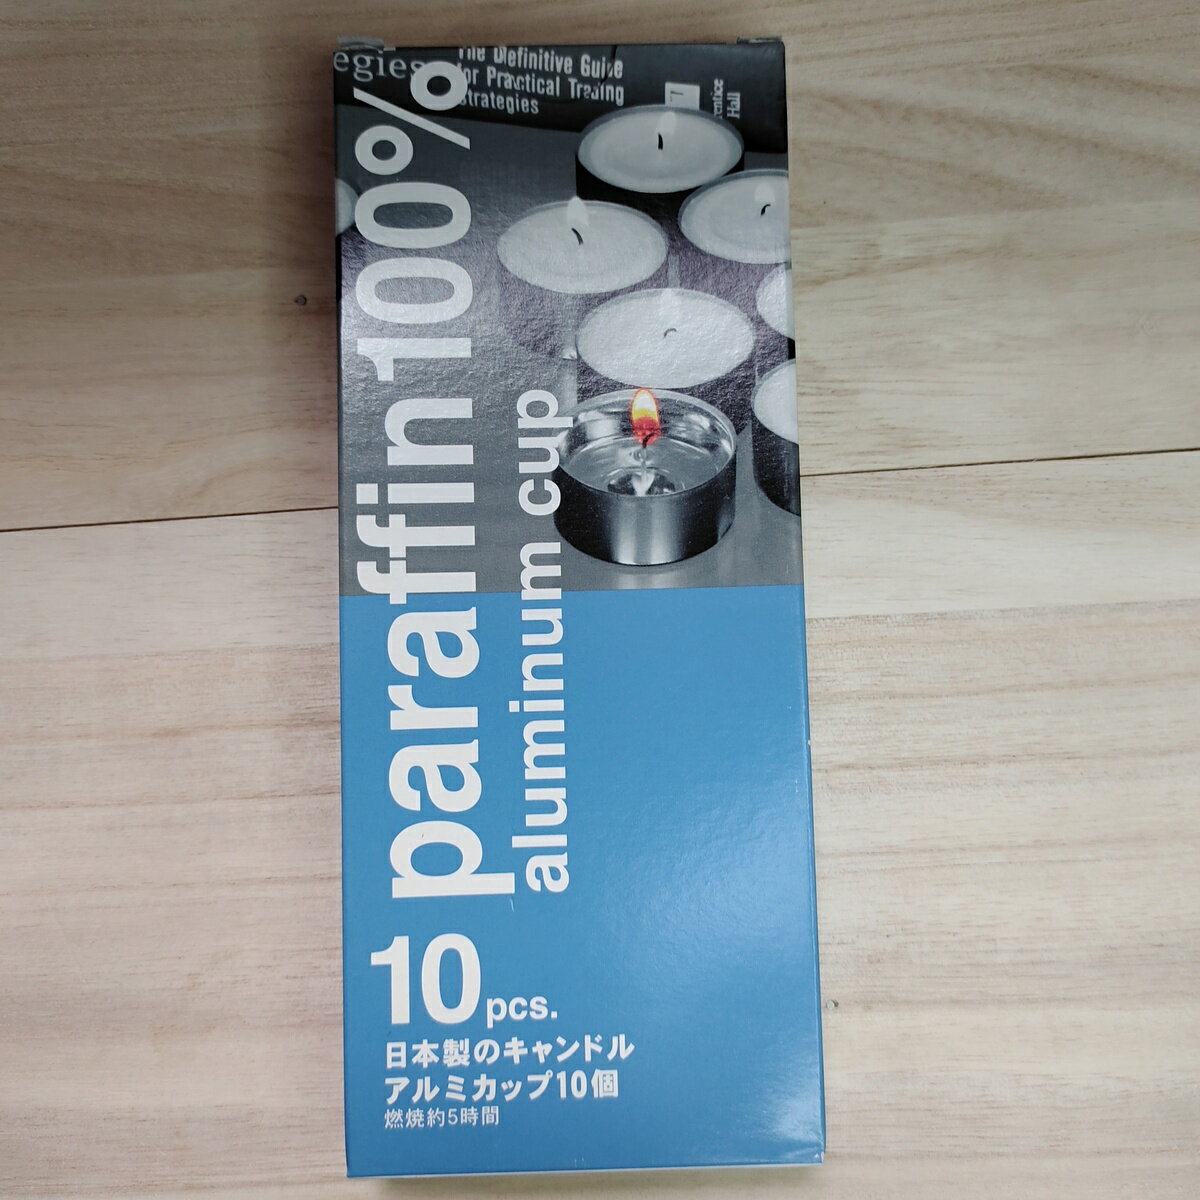 egies
The Definitive Guide
for Practical Trading
Strategies
Hall
paraffin100%
aluminum cup
10pcs.
日本製のキャンドル
アルミカップ10個
燃焼約5時間